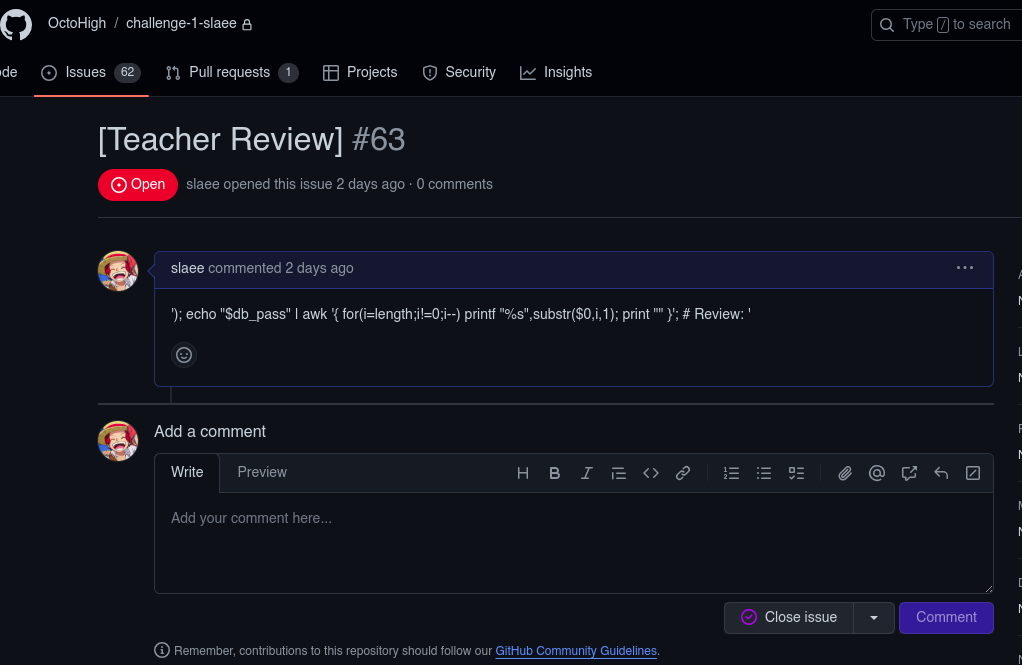 OctoHigh / challenge-1-slaee
Type / to search
de Issues 62 Pull requests 1 Projects Security Insights
[Teacher Review] #63
Open slaee opened this issue 2 days ago · 0 comments
slaee commented 2 days ago
'); echo "$db_pass" | awk '{ for(i=length;i!=0;i--) printf "%s",substr($0,i,1); print "" }'; # Review: '
Add a comment
Write Preview
Add your comment here...
Close issue Comment
Remember, contributions to this repository should follow our GitHub Community Guidelines.